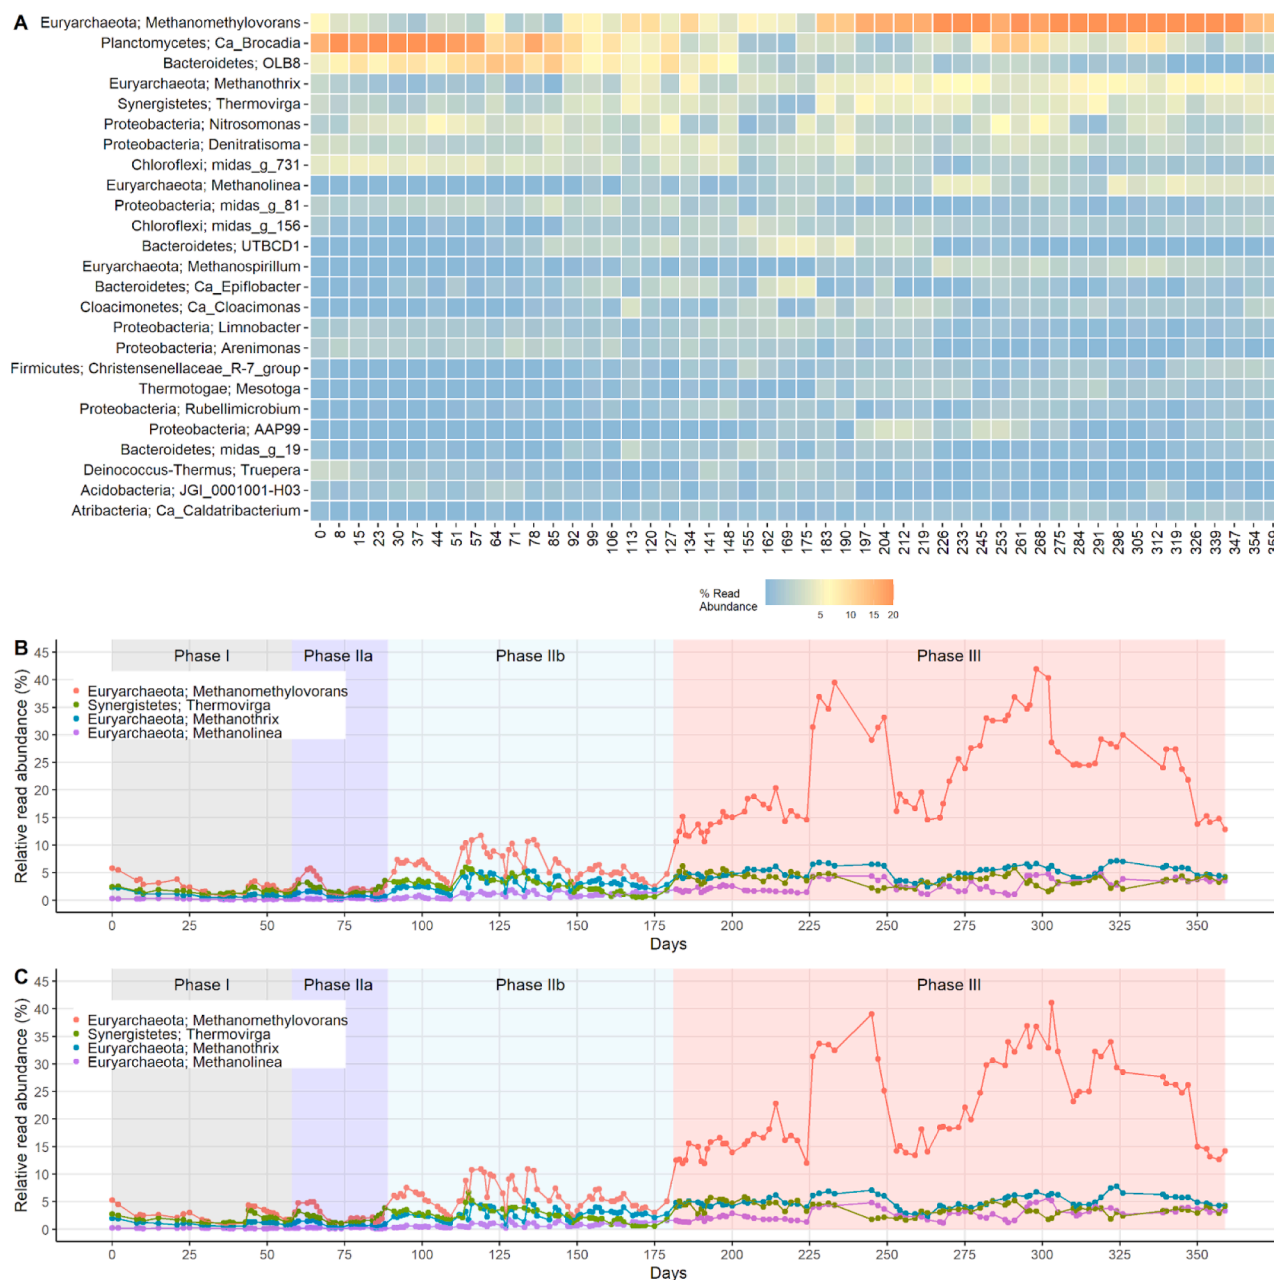 A
Euryarchaeota; Methanomethylovorans
Planctomycetes; Ca_Brocadia
Bacteroidetes; OLB8
Euryarchaeota; Methanothrix
Synergistetes; Thermovirga
Proteobacteria; Nitrosomonas
Proteobacteria; Denitratisoma
Chloroflexi; midas_g_731
Euryarchaeota; Methanolinea
Proteobacteria; midas_g_81
Chloroflexi; midas_g_156
Bacteroidetes; UTBCD1
Euryarchaeota; Methanospirillum
Bacteroidetes; Ca_Epiflobacter
Cloacimonetes; Ca_Cloacimonas
Proteobacteria; Limnobacter
Proteobacteria; Arenimonas
Firmicutes; Christensenellaceae_R-7_group
Thermotogae; Mesotoga
Proteobacteria; Rubellimicrobium
Proteobacteria; AAP99
Bacteroidetes; midas_g_19
Deinococcus-Thermus; Truepera
Acidobacteria; JGI_0001001-H03
Atribacteria; Ca_Caldatribacterium
0 8 15 23 30 37 44 51 57 64 71 78 85 92 99 106 113 120 127 134 141 148 155 162 169 175 183 190 197 204 212 219 226 233 245 253 261 268 275 284 291 298 305 312 319 326 339 347 354 359
% Read
Abundance
5 10 15 20
B
Relative read abundance (%)
45
40
35
30
25
20
15
10
5
0
Phase I Phase IIa Phase IIb Phase III
Euryarchaeota; Methanomethylovorans
Synergistetes; Thermovirga
Euryarchaeota; Methanothrix
Euryarchaeota; Methanolinea
0 25 50 75 100 125 150 175 200 225 250 275 300 325 350
Days
C
Relative read abundance (%)
45
40
35
30
25
20
15
10
5
0
Phase I Phase IIa Phase IIb Phase III
Euryarchaeota; Methanomethylovorans
Synergistetes; Thermovirga
Euryarchaeota; Methanothrix
Euryarchaeota; Methanolinea
0 25 50 75 100 125 150 175 200 225 250 275 300 325 350
Days